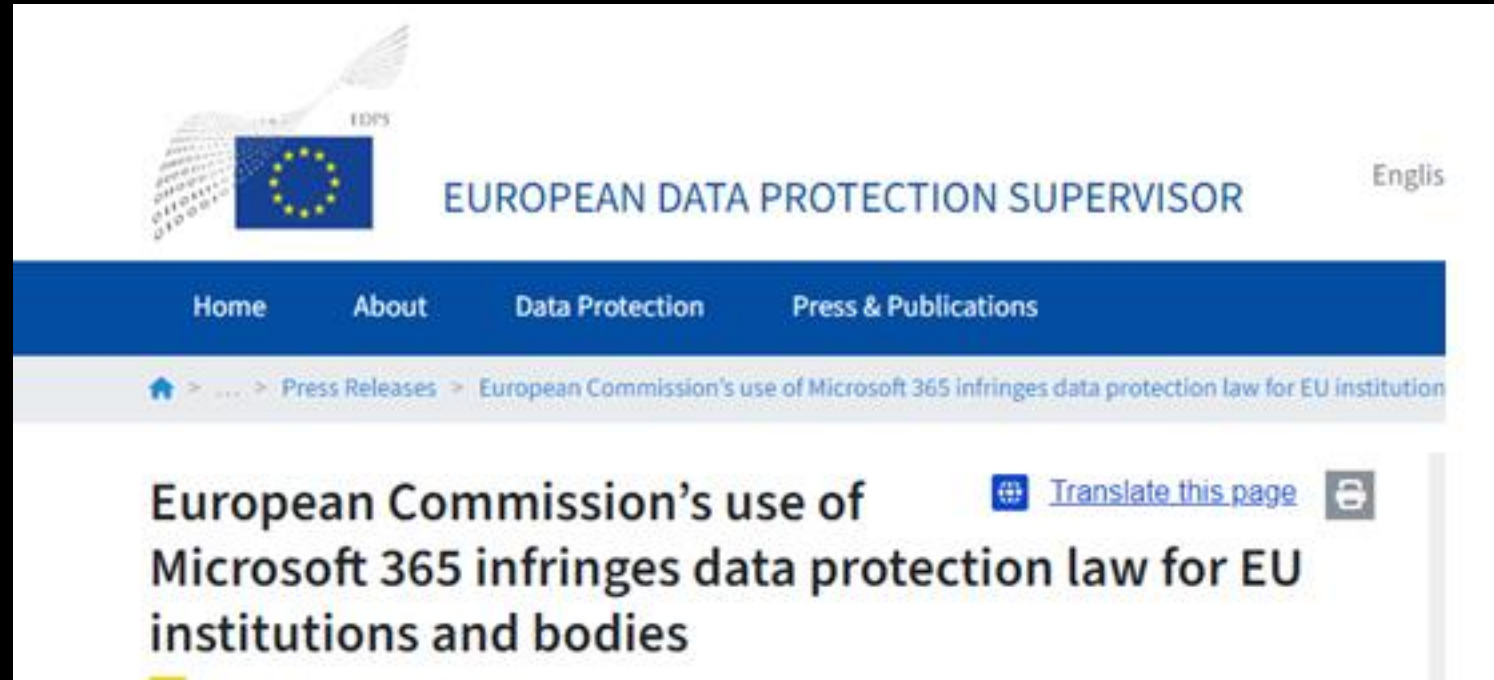 EDPS
EUROPEAN DATA PROTECTION SUPERVISOR
Englis
Home About Data Protection Press & Publications
> ... > Press Releases > European Commission's use of Microsoft 365 infringes data protection law for EU institution
European Commission's use of
Translate this page
Microsoft 365 infringes data protection law for EU
institutions and bodies